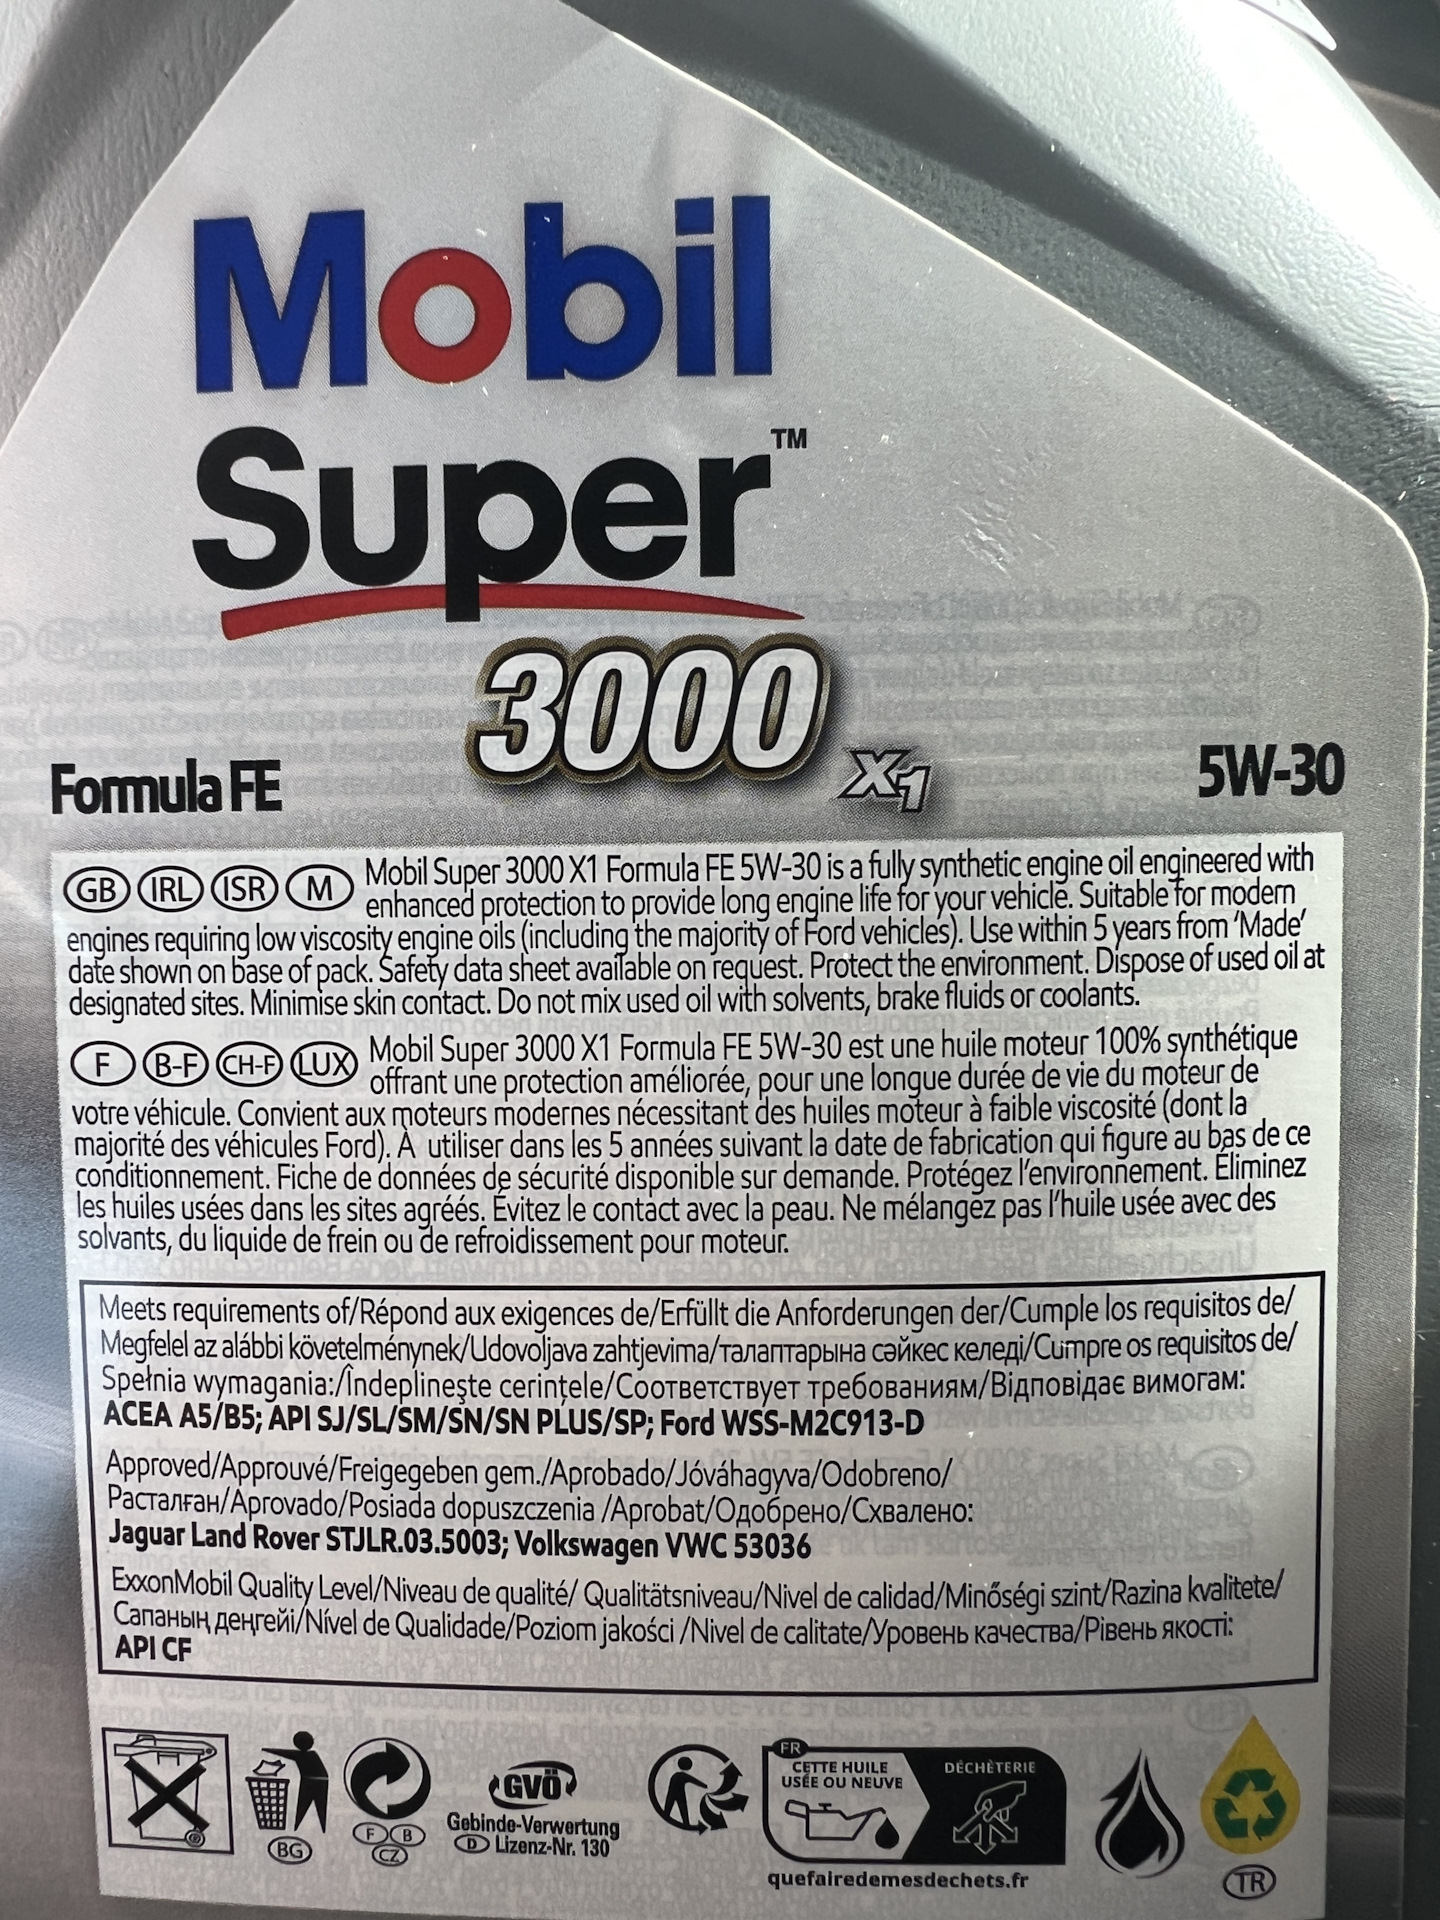 Mobil
Super™
3000
Formula FE
X1
5W-30
GB IRL ISR M Mobil Super 3000 X1 Formula FE 5W-30 is a fully synthetic engine oil engineered with
enhanced protection to provide long engine life for your vehicle. Suitable for modern
engines requiring low viscosity engine oils (including the majority of Ford vehicles). Use within 5 years from 'Made'
date shown on base of pack. Safety data sheet available on request. Protect the environment. Dispose of used oil at
designated sites. Minimise skin contact. Do not mix used oil with solvents, brake fluids or coolants.
F B-F CH-F LUX Mobil Super 3000 X1 Formula FE 5W-30 est une huile moteur 100% synthétique
offrant une protection améliorée, pour une longue durée de vie du moteur de
votre véhicule. Convient aux moteurs modernes nécessitant des huiles moteur à faible viscosité (dont la
majorité des véhicules Ford). À utiliser dans les 5 années suivant la date de fabrication qui figure au bas de ce
conditionnement. Fiche de données de sécurité disponible sur demande. Protégez l'environnement. Éliminez
les huiles usées dans les sites agréés. Évitez le contact avec la peau. Ne mélangez pas l'huile usée avec des
solvants, du liquide de frein ou de refroidissement pour moteur.
Meets requirements of/Répond aux exigences de/Erfüllt die Anforderungen der/Cumple los requisitos de/
Megfelel az alábbi követelménynek/Udovoljava zahtjevima/талаптарына сәйкес келеді/Cumpre os requisitos de/
Spełnia wymagania:/Îndeplinește cerințele/Соответствует требованиям/Відповідає вимогам:
ACEA A5/B5; API SJ/SL/SM/SN/SN PLUS/SP; Ford WSS-M2C913-D
Approved/Approuvé/Freigegeben gem./Aprobado/Jóváhagyva/Odobreno/
Расталған/Aprovado/Posiada dopuszczenia /Aprobat/Одобрено/Схвалено:
Jaguar Land Rover STJLR.03.5003; Volkswagen VWC 53036
ExxonMobil Quality Level/Niveau de qualité/ Qualitätsniveau/Nivel de calidad/Minőségi szint/Razina kvalitete/
Сапаның деңгейі/Nível de Qualidade/Poziom jakości /Nivel de calitate/Уровень качества/Рівень якості:
API CF
BG
F B
CZ
GVÖ
Gebinde-Verwertung
D Lizenz-Nr. 130
FR
CETTE HUILE
USÉE OU NEUVE
DÉCHÈTERIE
quefairedemesdechets.fr
TR